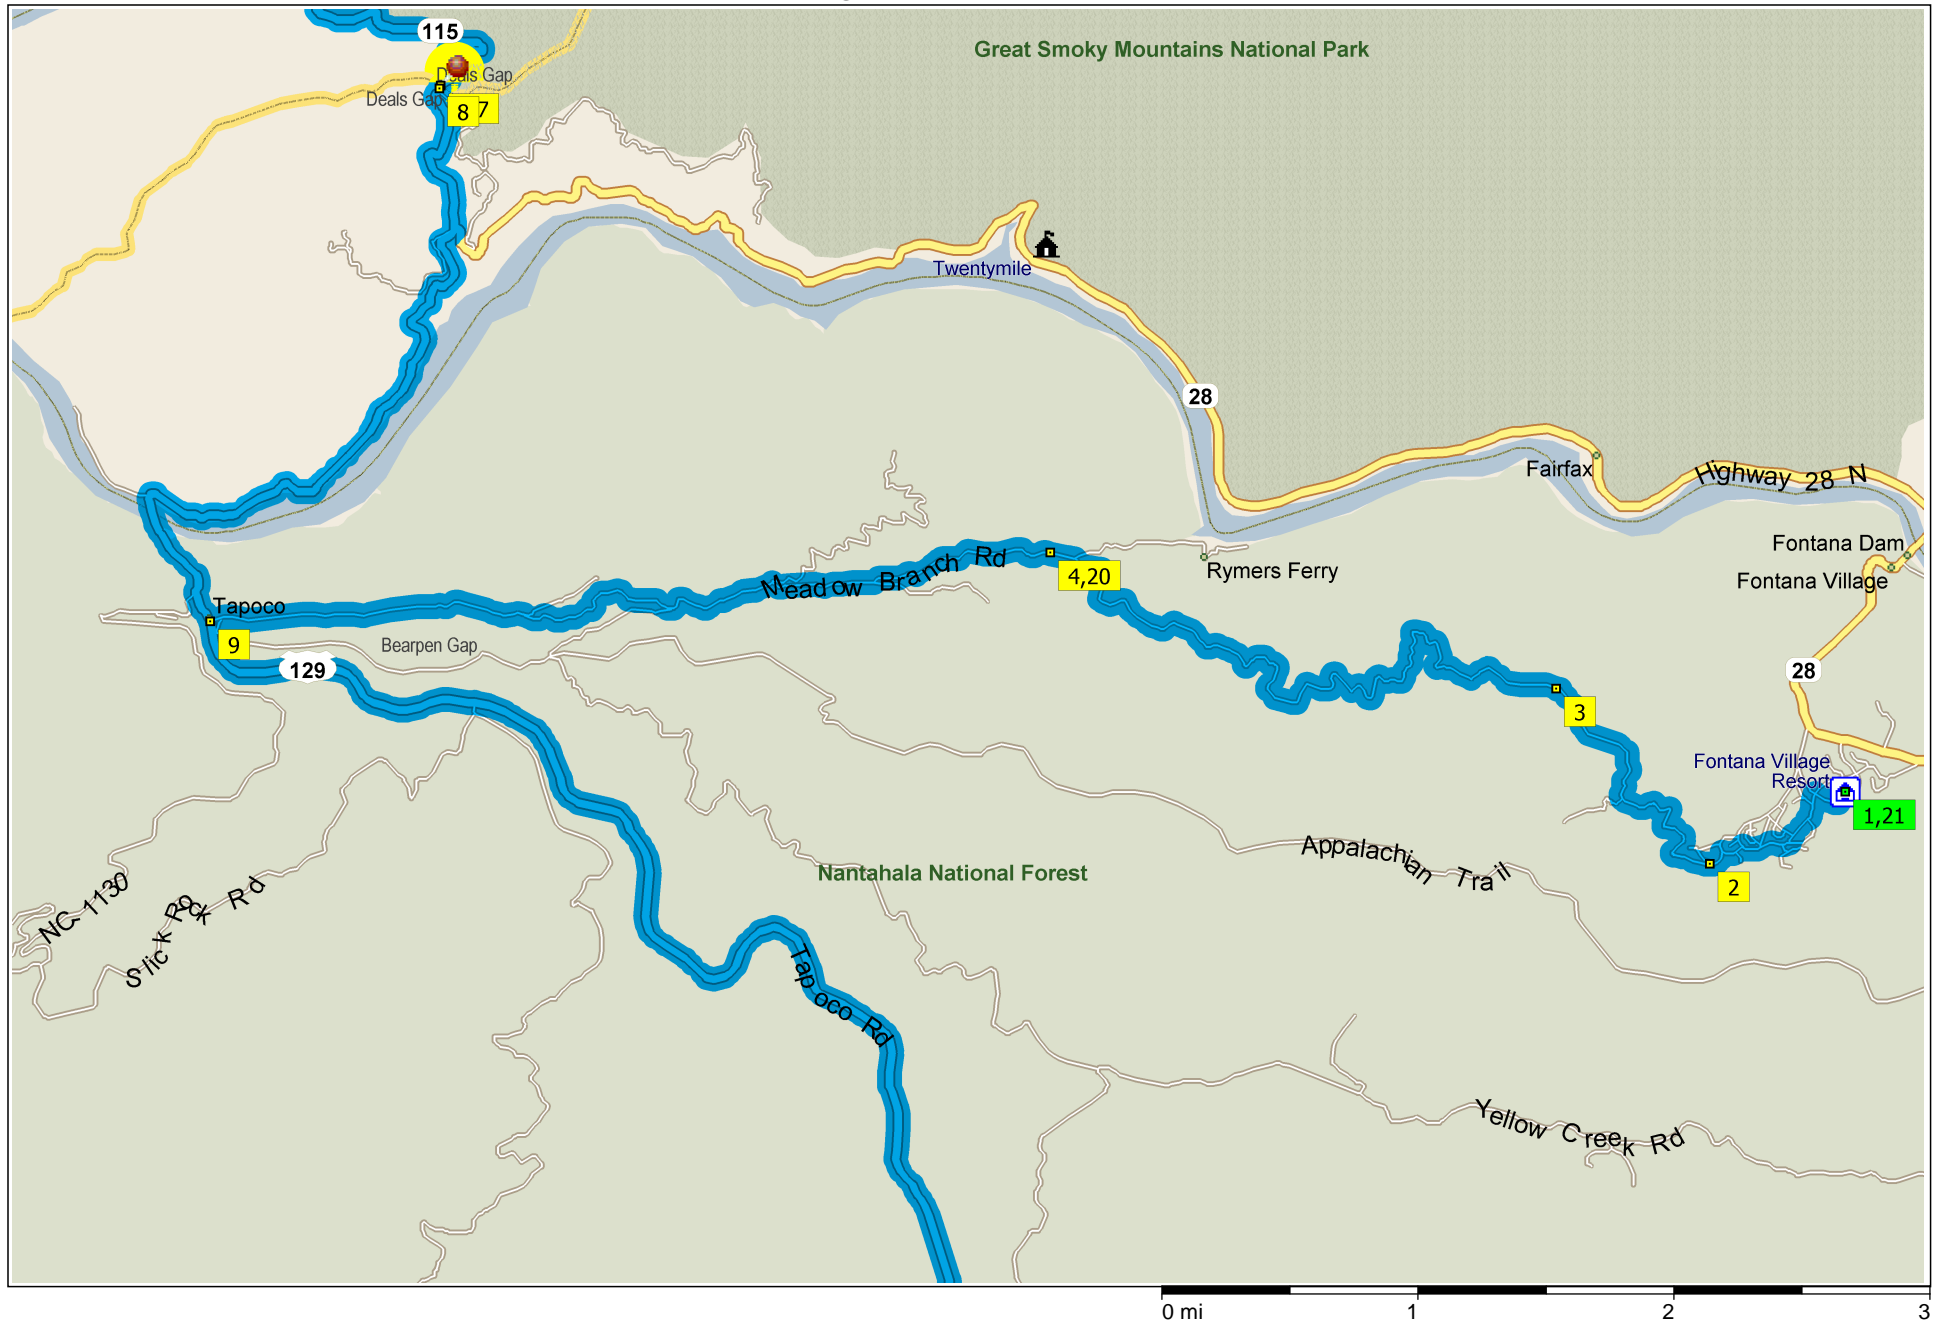 115
Great Smoky Mountains National Park
Deals Gap
Deals Gap
8
7
Twentymile
28
Fairfax
Highway 28 N
Fontana Dam
Rymers Ferry
Fontana Village
Meadow Branch Rd
4,20
Tapoco
9
Bearpen Gap
129
28
3
Fontana Village
Resort
1,21
Appalachian Trail
2
Nantahala National Forest
NC-1130
Slick Rock Rd
Tapoco Rd
Yellow Creek Rd
0 mi 1 2 3